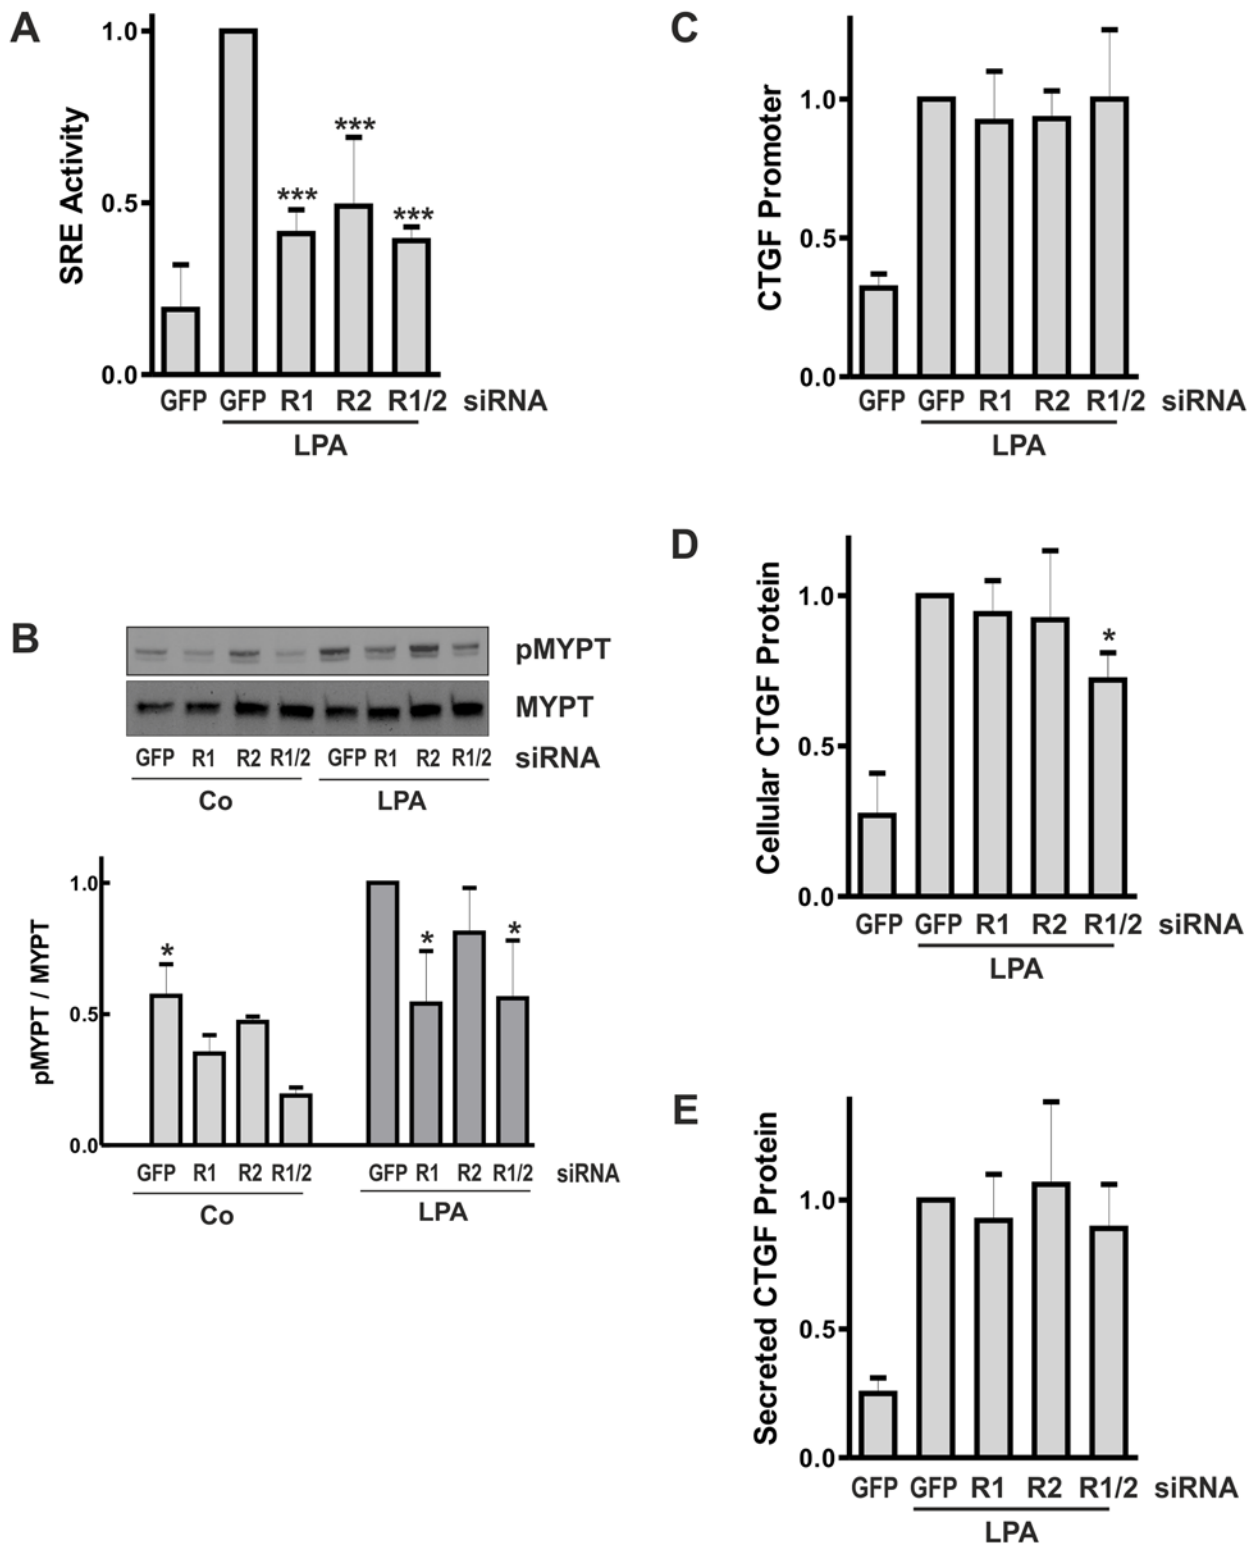 A
SRE Activity
1.0
***
***
***
0.5
0.0
GFP GFP R1 R2 R1/2 siRNA
LPA
B
pMYPT
MYPT
GFP R1 R2 R1/2 GFP R1 R2 R1/2 siRNA
Co LPA
pMYPT / MYPT
1.0
* * *
0.5
0.0
GFP R1 R2 R1/2 GFP R1 R2 R1/2 siRNA
Co LPA
C
CTGF Promoter
1.0
0.5
0.0
GFP GFP R1 R2 R1/2 siRNA
LPA
D
Cellular CTGF Protein
1.0
*
0.5
0.0
GFP GFP R1 R2 R1/2 siRNA
LPA
E
Secreted CTGF Protein
1.0
0.5
0.0
GFP GFP R1 R2 R1/2 siRNA
LPA